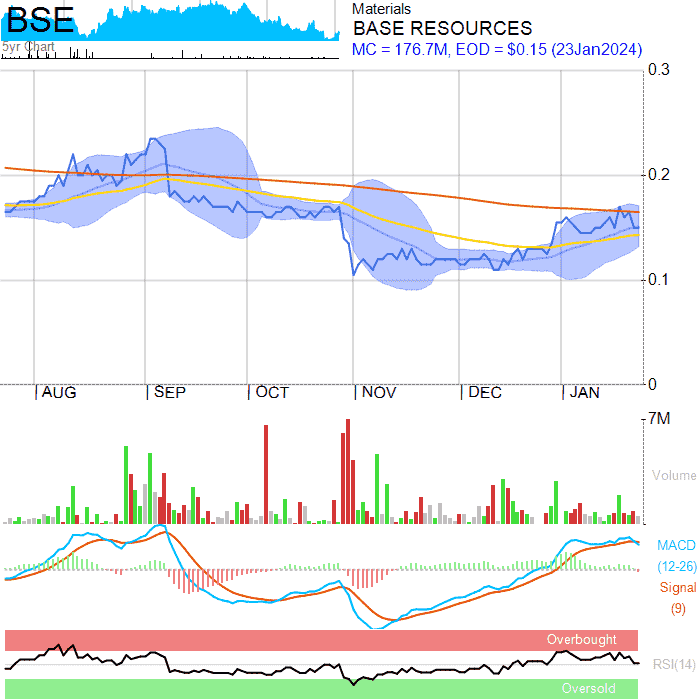 BSE
5yr Chart
Materials
BASE RESOURCES
MC = 176.7M, EOD = $0.15 (23Jan2024)
0.3
0.2
0.1
0
AUG SEP OCT NOV DEC JAN
7M
Volume
MACD
(12-26)
Signal
(9)
Overbought
RSI(14)
Oversold